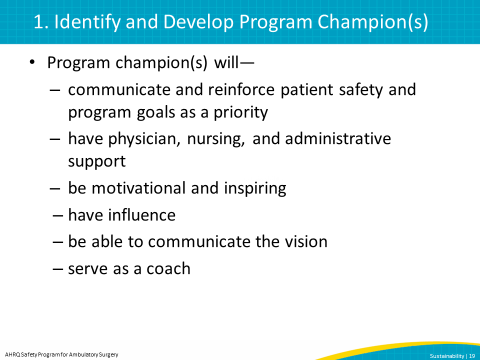 1. Identify and Develop Program Champion(s)
• Program champion(s) will—
– communicate and reinforce patient safety and
program goals as a priority
– have physician, nursing, and administrative
support
– be motivational and inspiring
– have influence
– be able to communicate the vision
– serve as a coach
AHRQ Safety Program for Ambulatory Surgery
Sustainability | 19